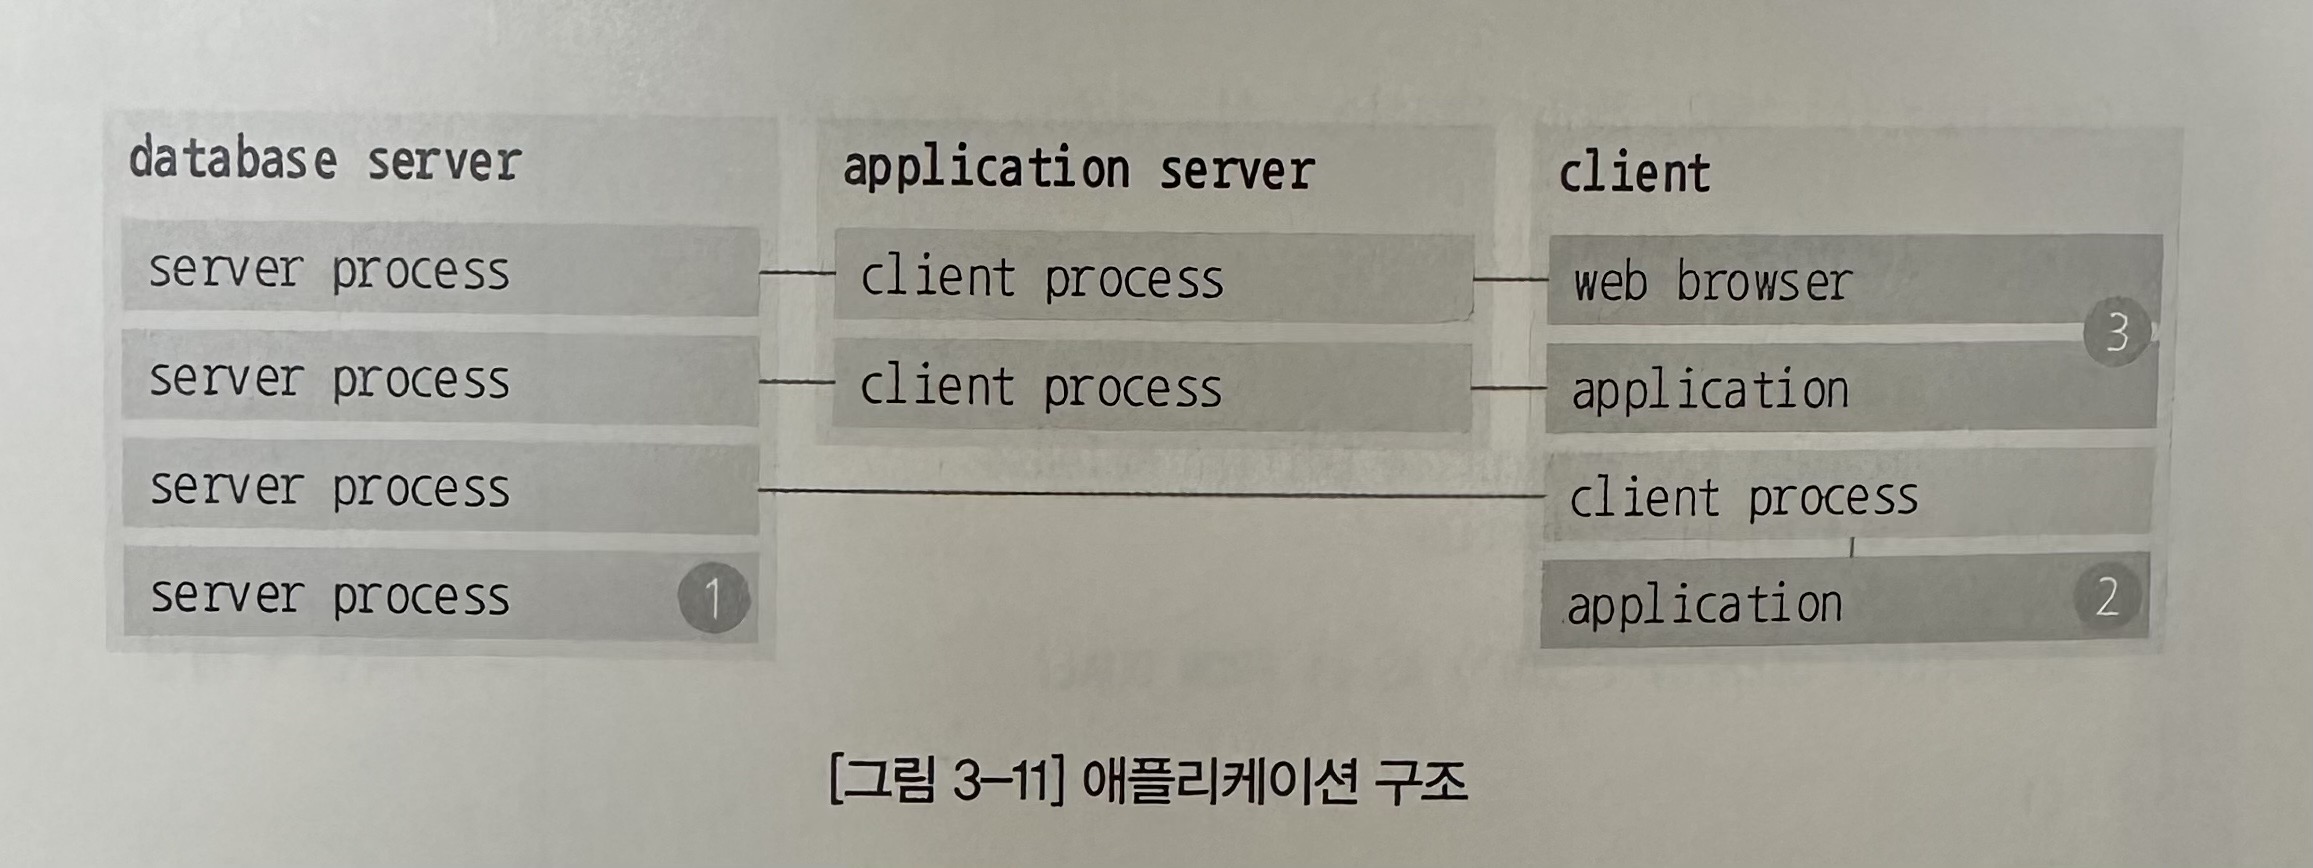 database server
server process
server process
server process
server process 1
application server
client process
client process
client
web browser
3
application
client process
application 2
[그림 3-11] 애플리케이션 구조